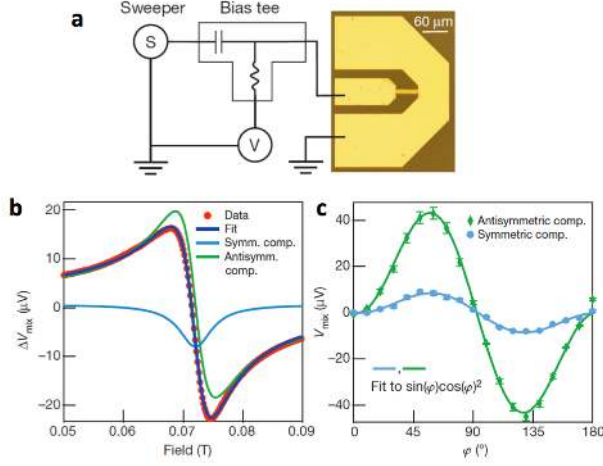 a
Sweeper
Bias tee
S
V
60 μm
b
20
10
0
-10
-20
ΔVmix (μV)
Data
Fit
Symm. comp.
Antisymm.
comp.
0.05
0.06
0.07
0.08
0.09
Field (T)
c
40
20
0
-20
-40
Vmix (μV)
Antisymmetric comp.
Symmetric comp.
Fit to sin(φ)cos(φ)²
0
45
90
135
180
φ (°)